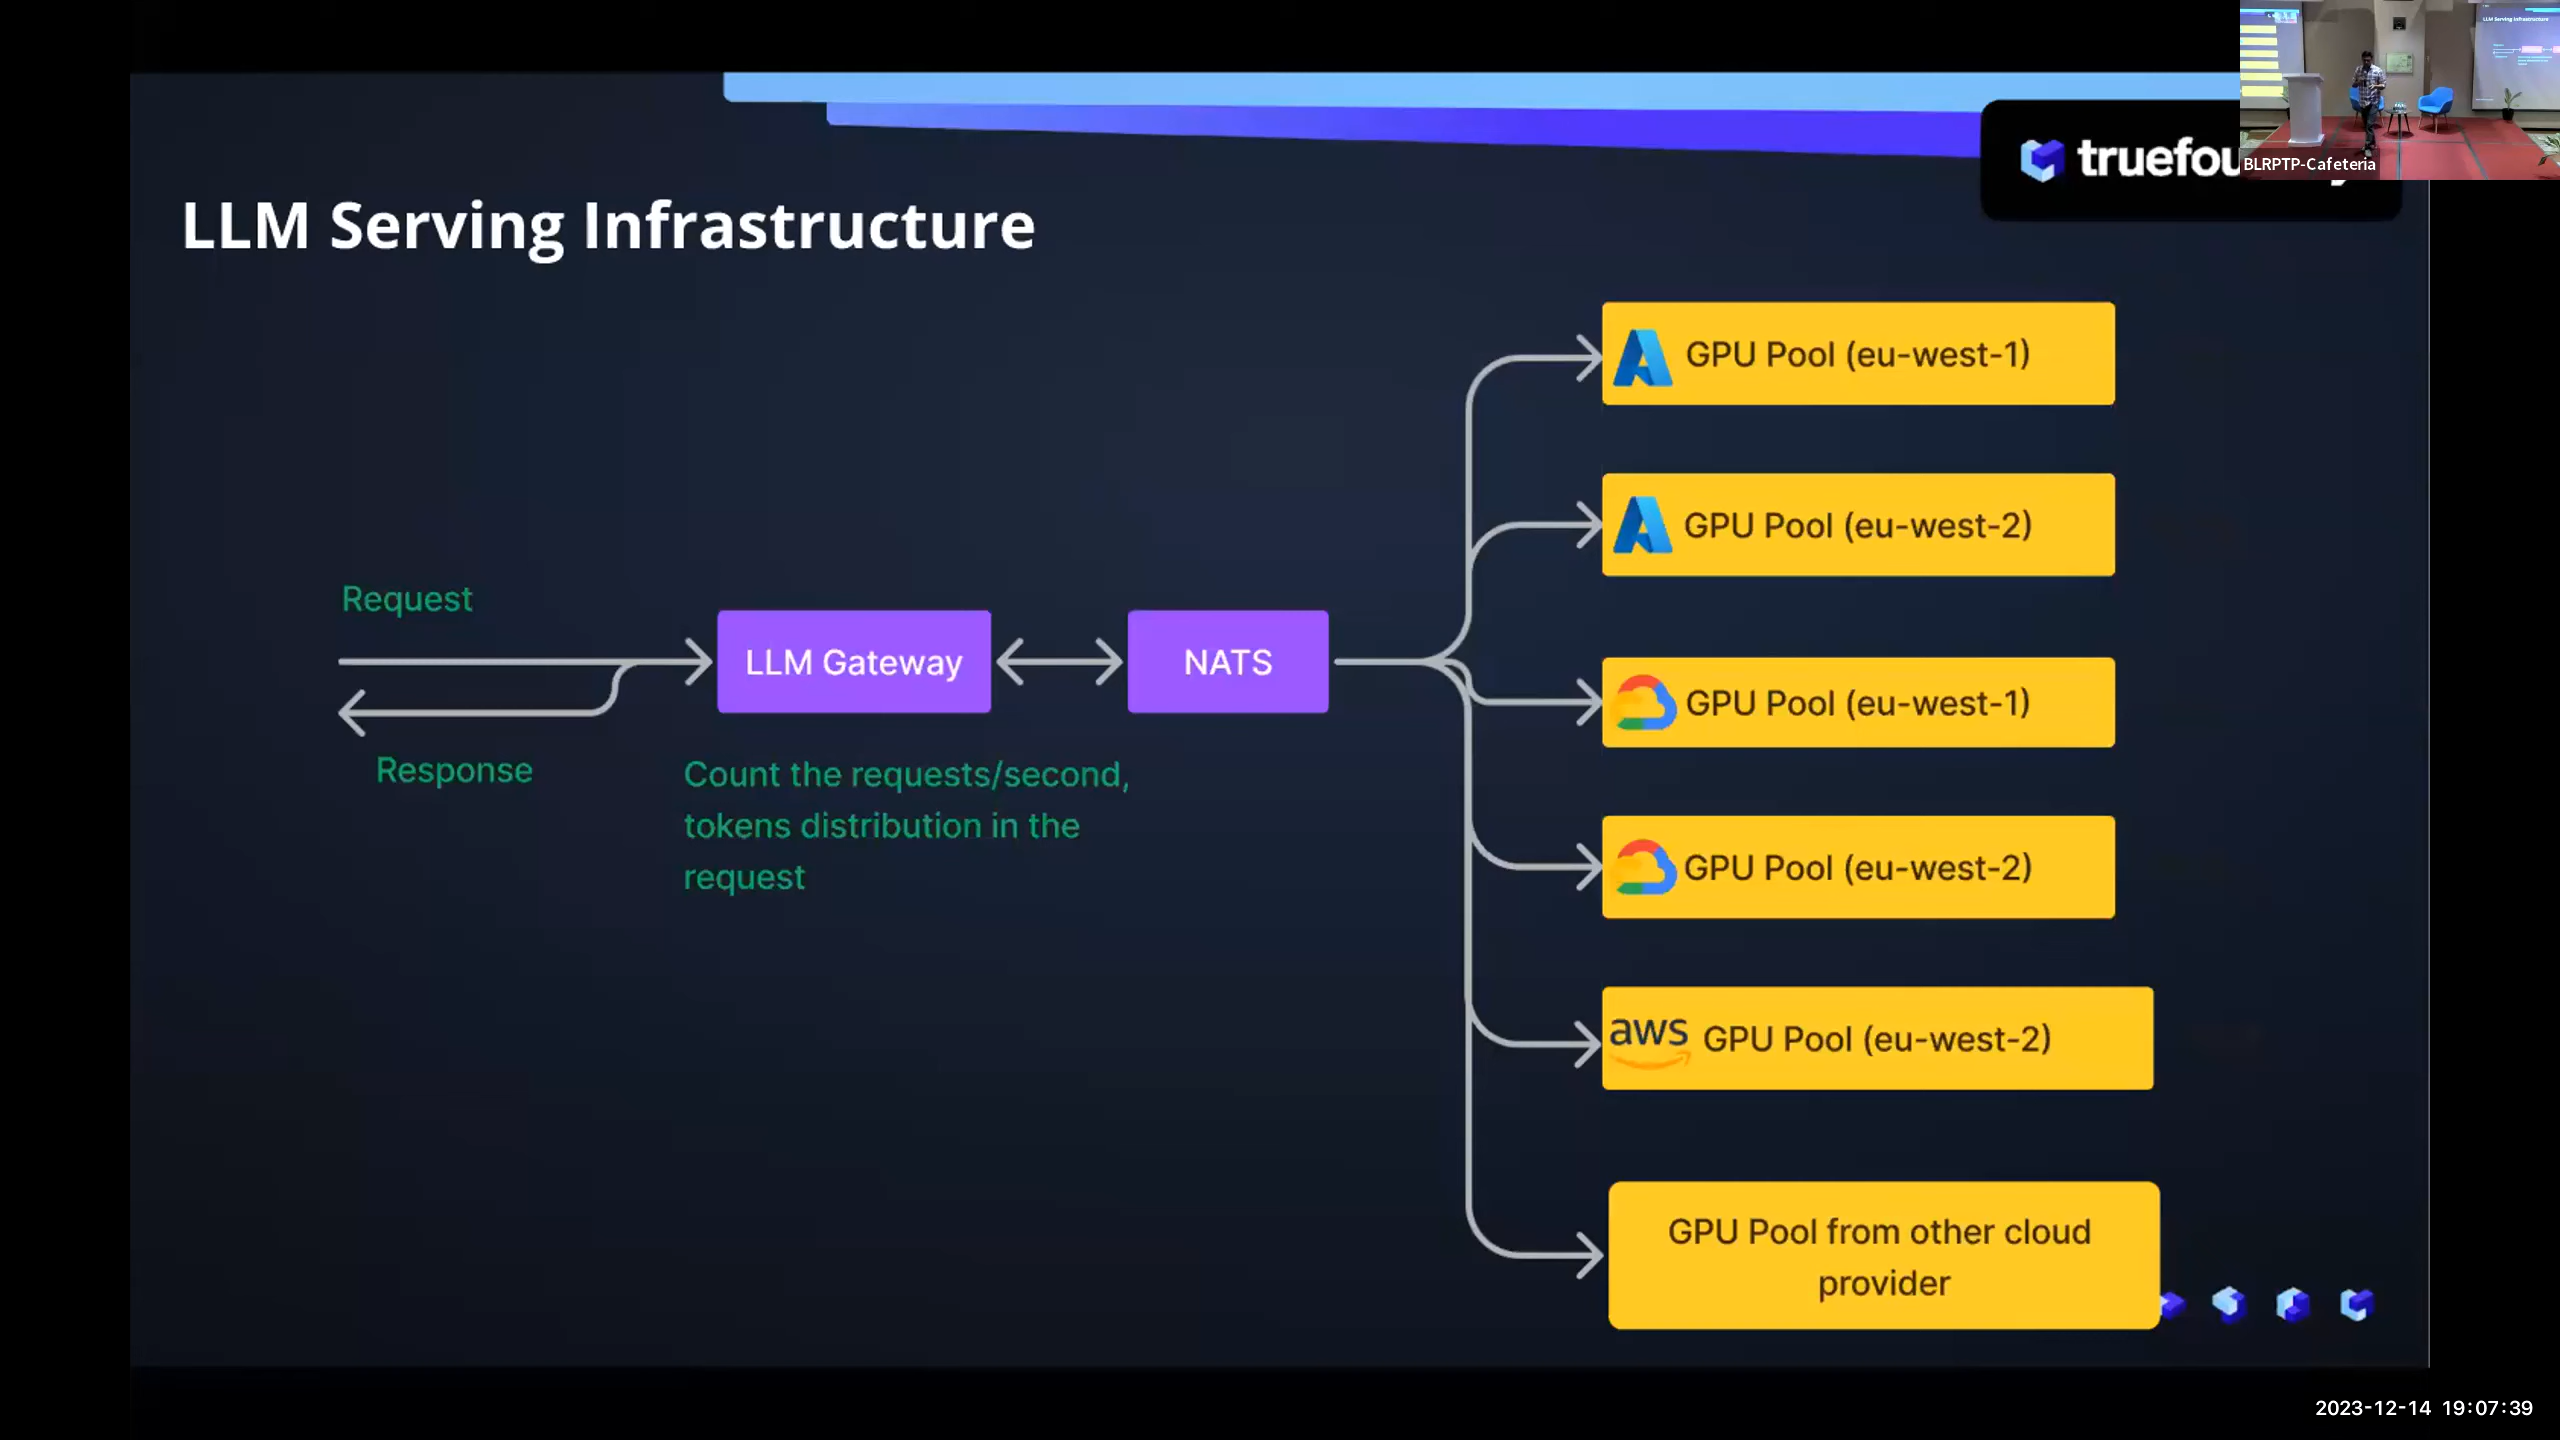 truefou
BLRPTP-Cafeteria
LLM Serving Infrastructure
GPU Pool (eu-west-1)
GPU Pool (eu-west-2)
Request
LLM Gateway
NATS
GPU Pool (eu-west-1)
Response
Count the requests/second,
tokens distribution in the
request
GPU Pool (eu-west-2)
aws GPU Pool (eu-west-2)
GPU Pool from other cloud
provider
2023-12-14 19:07:39